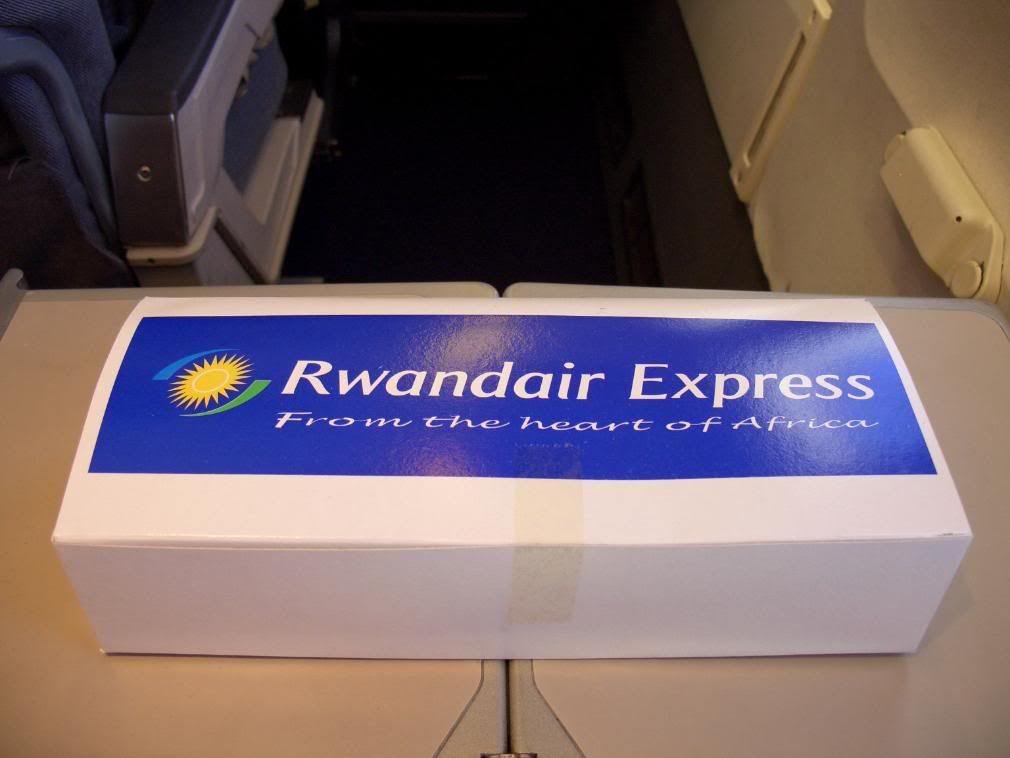 Rwandair Express
From the heart of Africa